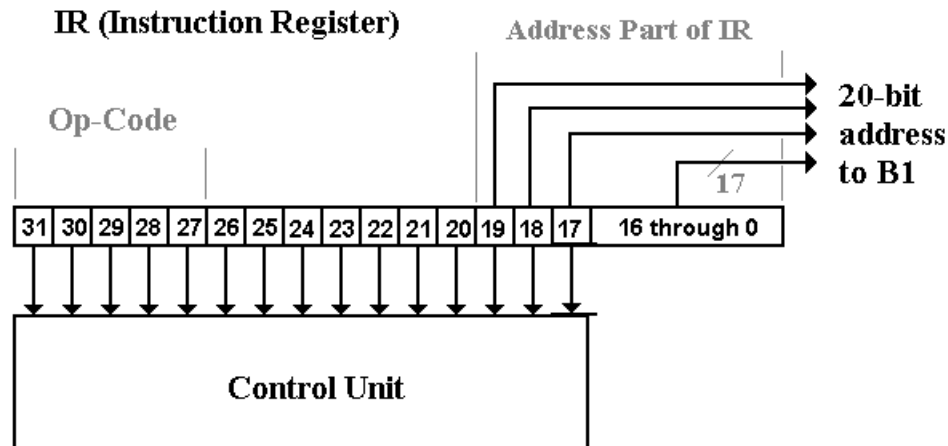 IR (Instruction Register)
Address Part of IR
Op-Code
20-bit
address
to B1
17
31 30 29 28 27 26 25 24 23 22 21 20 19 18 17 16 through 0
Control Unit